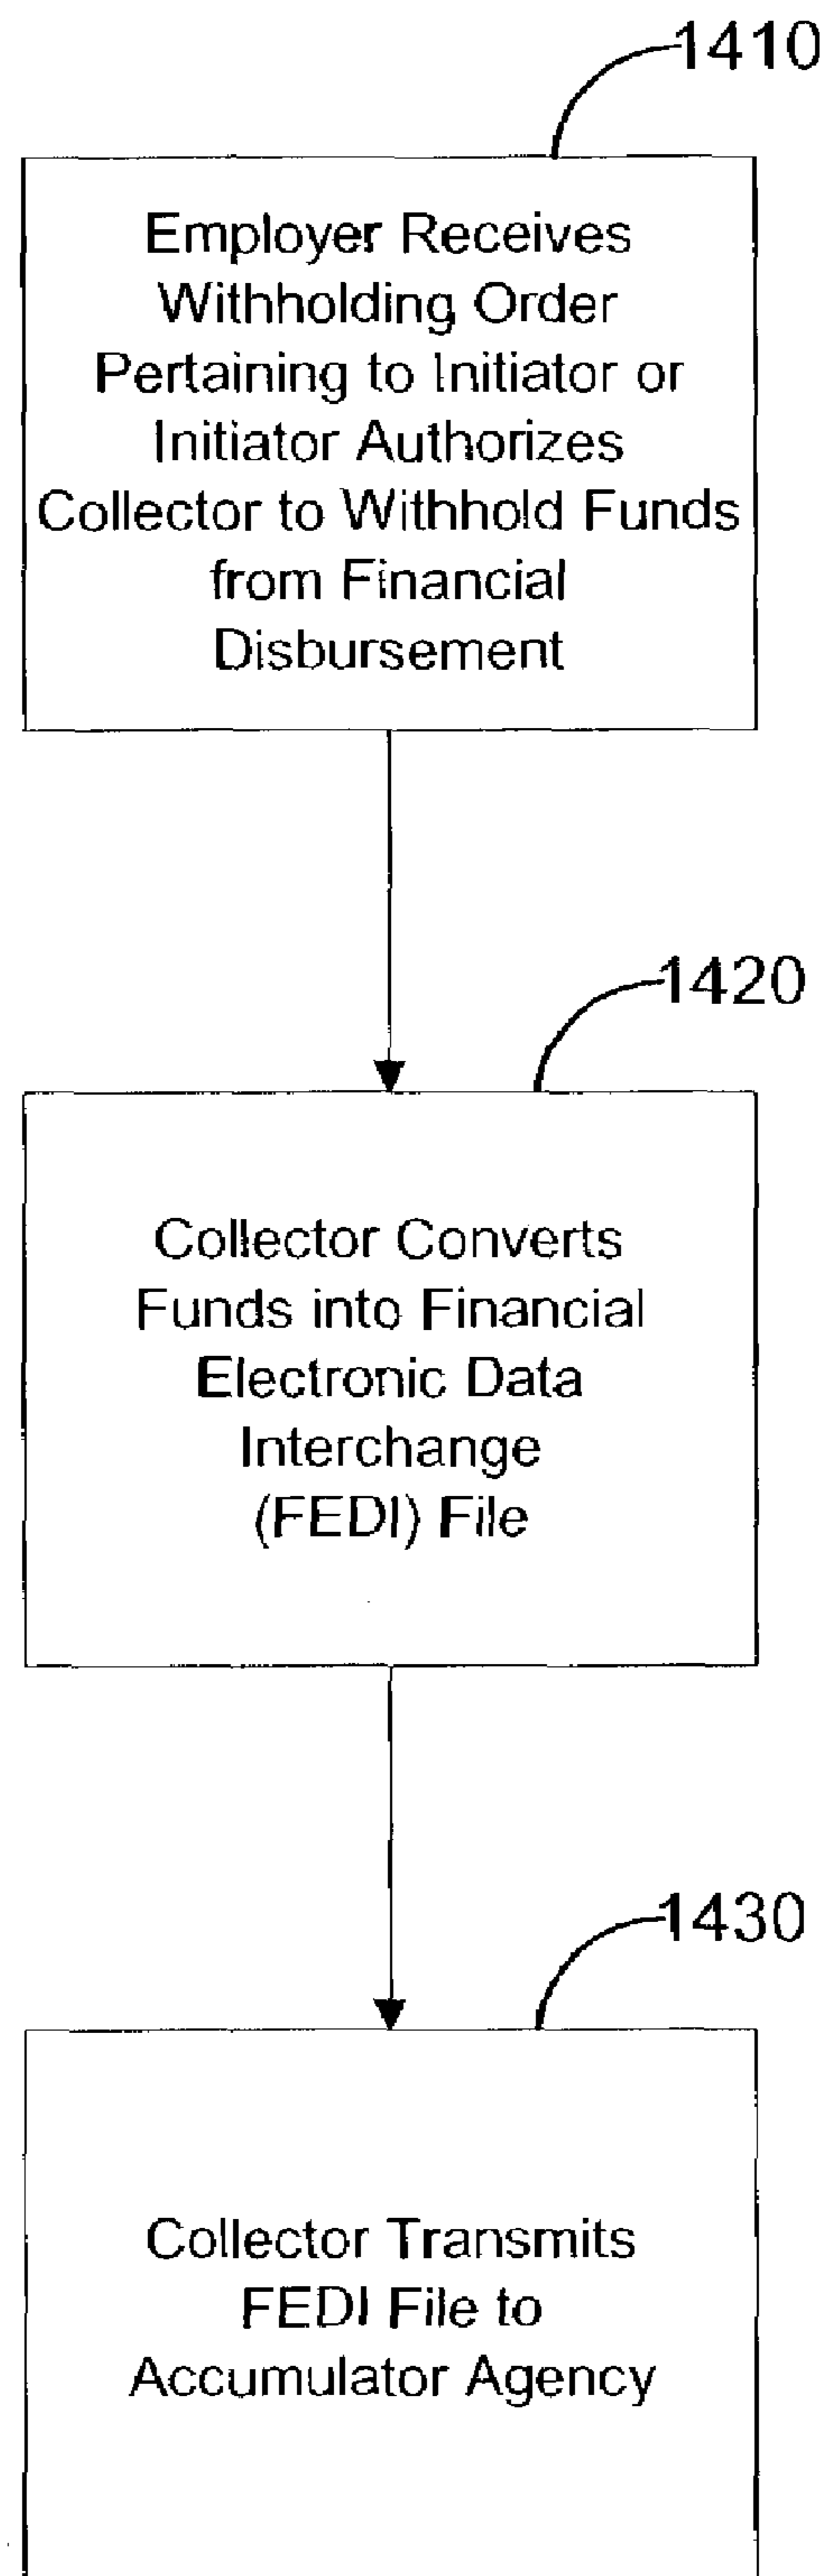 1410
Employer Receives
Withholding Order
Pertaining to Initiator or
Initiator Authorizes
Collector to Withhold Funds
from Financial
Disbursement
1420
Collector Converts
Funds into Financial
Electronic Data
Interchange
(FEDI) File
1430
Collector Transmits
FEDI File to
Accumulator Agency